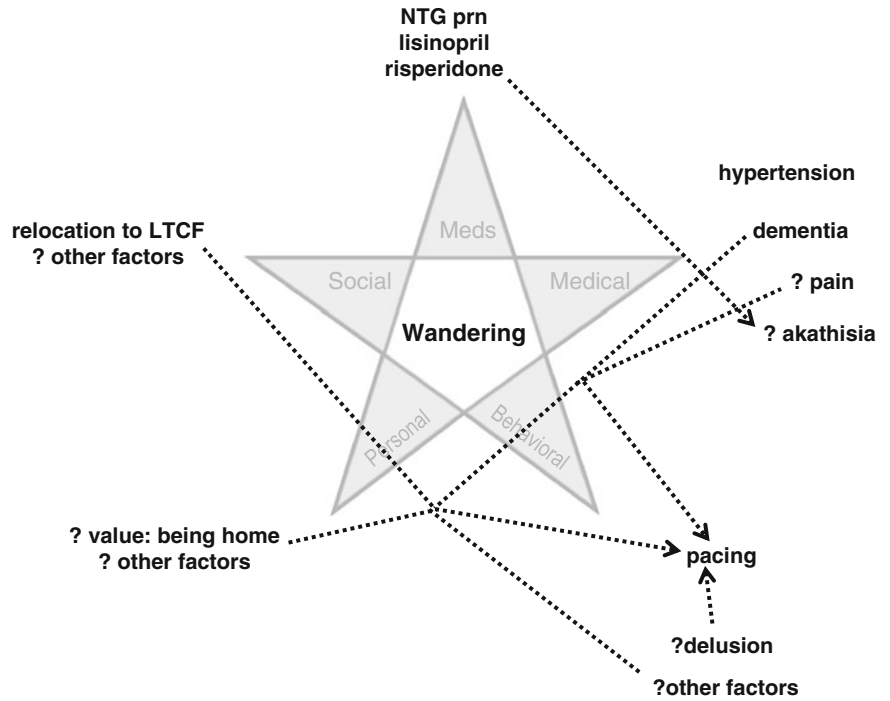 NTG prn
lisinopril
risperidone
hypertension
Meds
relocation to LTCF
? other factors
dementia
Social
Medical
? pain
Wandering
? akathisia
Personal
Behavioral
? value: being home
? other factors
pacing
?delusion
?other factors